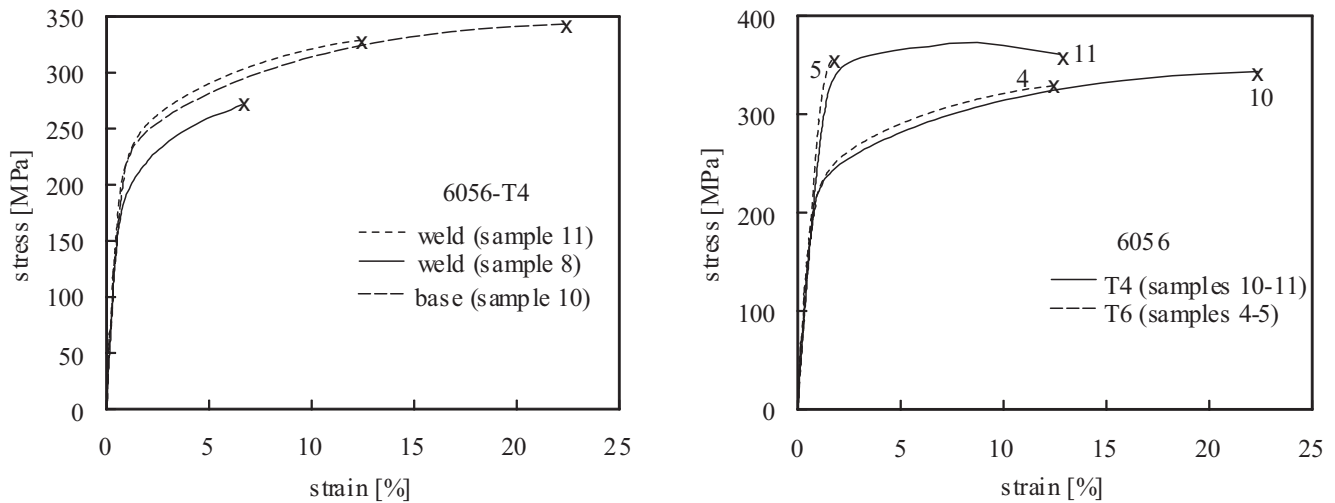 350
300
250
200
150
100
50
0
stress [MPa]
6056-T4
weld (sample 11)
weld (sample 8)
base (sample 10)
x
x
x
0 5 10 15 20 25
strain [%]
400
300
200
100
0
stress [MPa]
5
x
11
x
4
x
10
x
6056
T4 (samples 10-11)
T6 (samples 4-5)
0 5 10 15 20 25
strain [%]